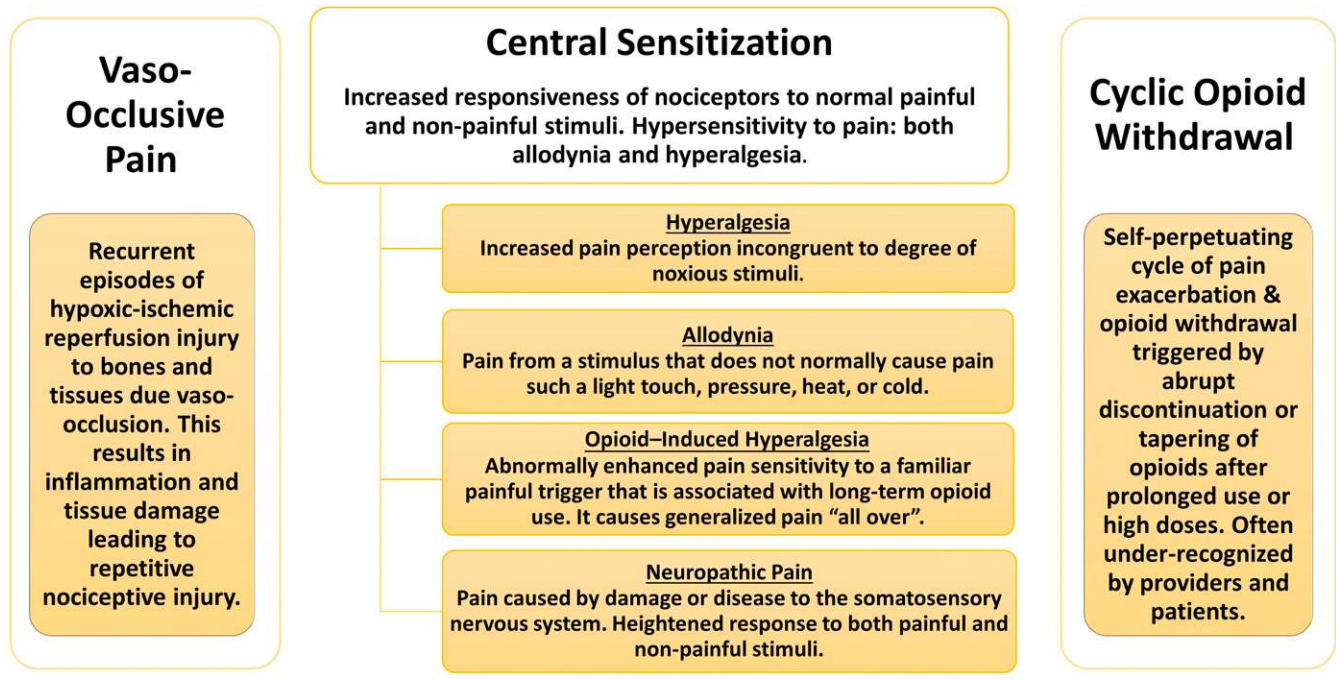 Vaso-
Occlusive
Pain
Recurrent
episodes of
hypoxic-ischemic
reperfusion injury
to bones and
tissues due vaso-
occlusion. This
results in
inflammation and
tissue damage
leading to
repetitive
nociceptive injury.
Central Sensitization
Increased responsiveness of nociceptors to normal painful
and non-painful stimuli. Hypersensitivity to pain: both
allodynia and hyperalgesia.
Hyperalgesia
Increased pain perception incongruent to degree of
noxious stimuli.
Allodynia
Pain from a stimulus that does not normally cause pain
such a light touch, pressure, heat, or cold.
Opioid–Induced Hyperalgesia
Abnormally enhanced pain sensitivity to a familiar
painful trigger that is associated with long-term opioid
use. It causes generalized pain “all over”.
Neuropathic Pain
Pain caused by damage or disease to the somatosensory
nervous system. Heightened response to both painful and
non-painful stimuli.
Cyclic Opioid
Withdrawal
Self-perpetuating
cycle of pain
exacerbation &
opioid withdrawal
triggered by
abrupt
discontinuation or
tapering of
opioids after
prolonged use or
high doses. Often
under-recognized
by providers and
patients.